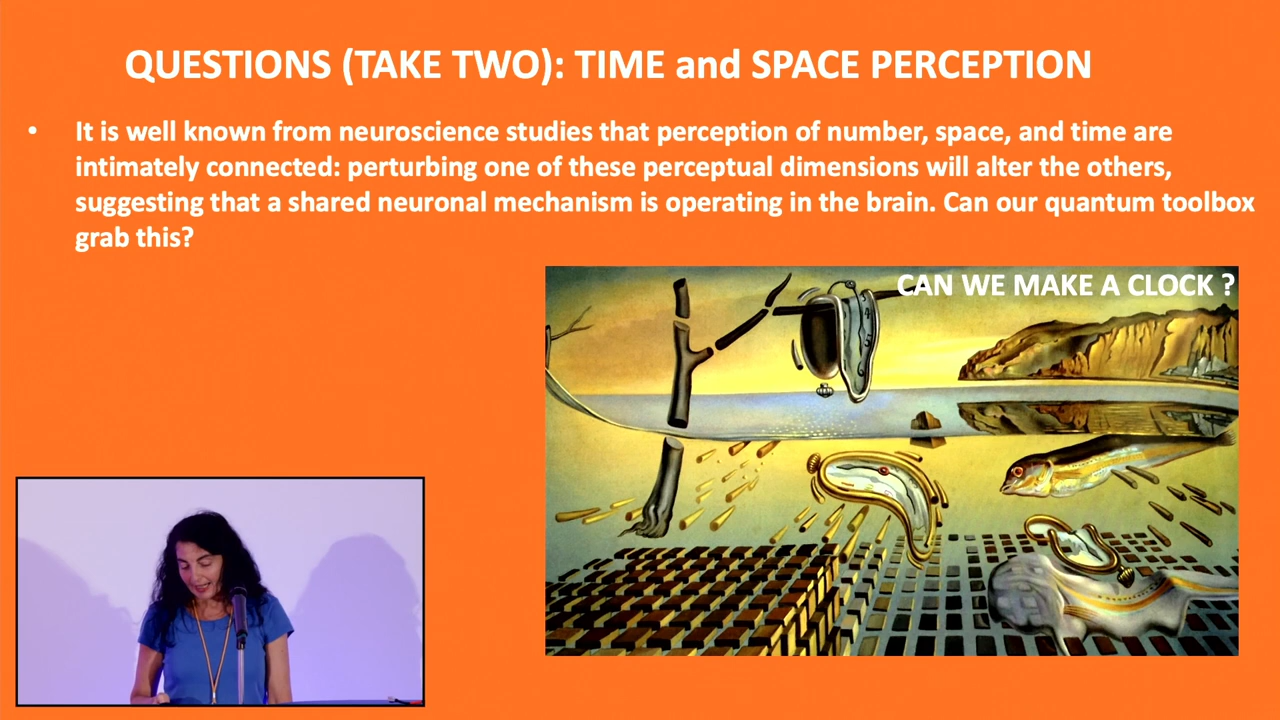 QUESTIONS (TAKE TWO): TIME and SPACE PERCEPTION
• It is well known from neuroscience studies that perception of number, space, and time are
intimately connected: perturbing one of these perceptual dimensions will alter the others,
suggesting that a shared neuronal mechanism is operating in the brain. Can our quantum toolbox
grab this?
CAN WE MAKE A CLOCK ?